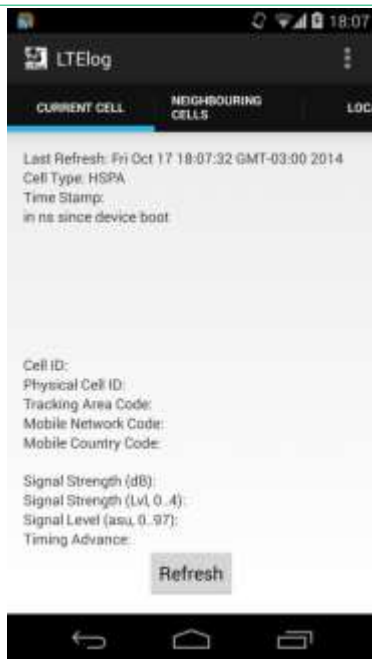 18:07
LTElog
CURRENT CELL
NEIGHBOURING
CELLS
LOC
Last Refresh: Fri Oct 17 18:07:32 GMT-03:00 2014
Cell Type: HSPA
Time Stamp:
in ns since device boot
Cell ID:
Physical Cell ID:
Tracking Area Code:
Mobile Network Code:
Mobile Country Code:
Signal Strength (dB):
Signal Strength (Lvl, 0..4):
Signal Level (asu, 0..97):
Timing Advance:
Refresh